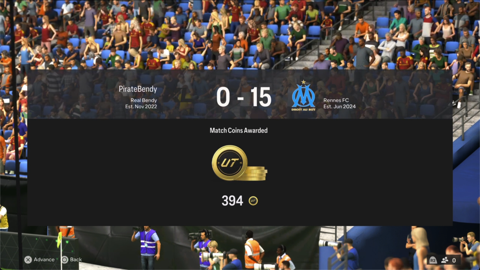 PirateBendy
0 - 15
Real Bendy
Est. Nov 2022
Rennes FC
Est. Jun 2024
Match Coins Awarded
UT
394
Advance
Back
0